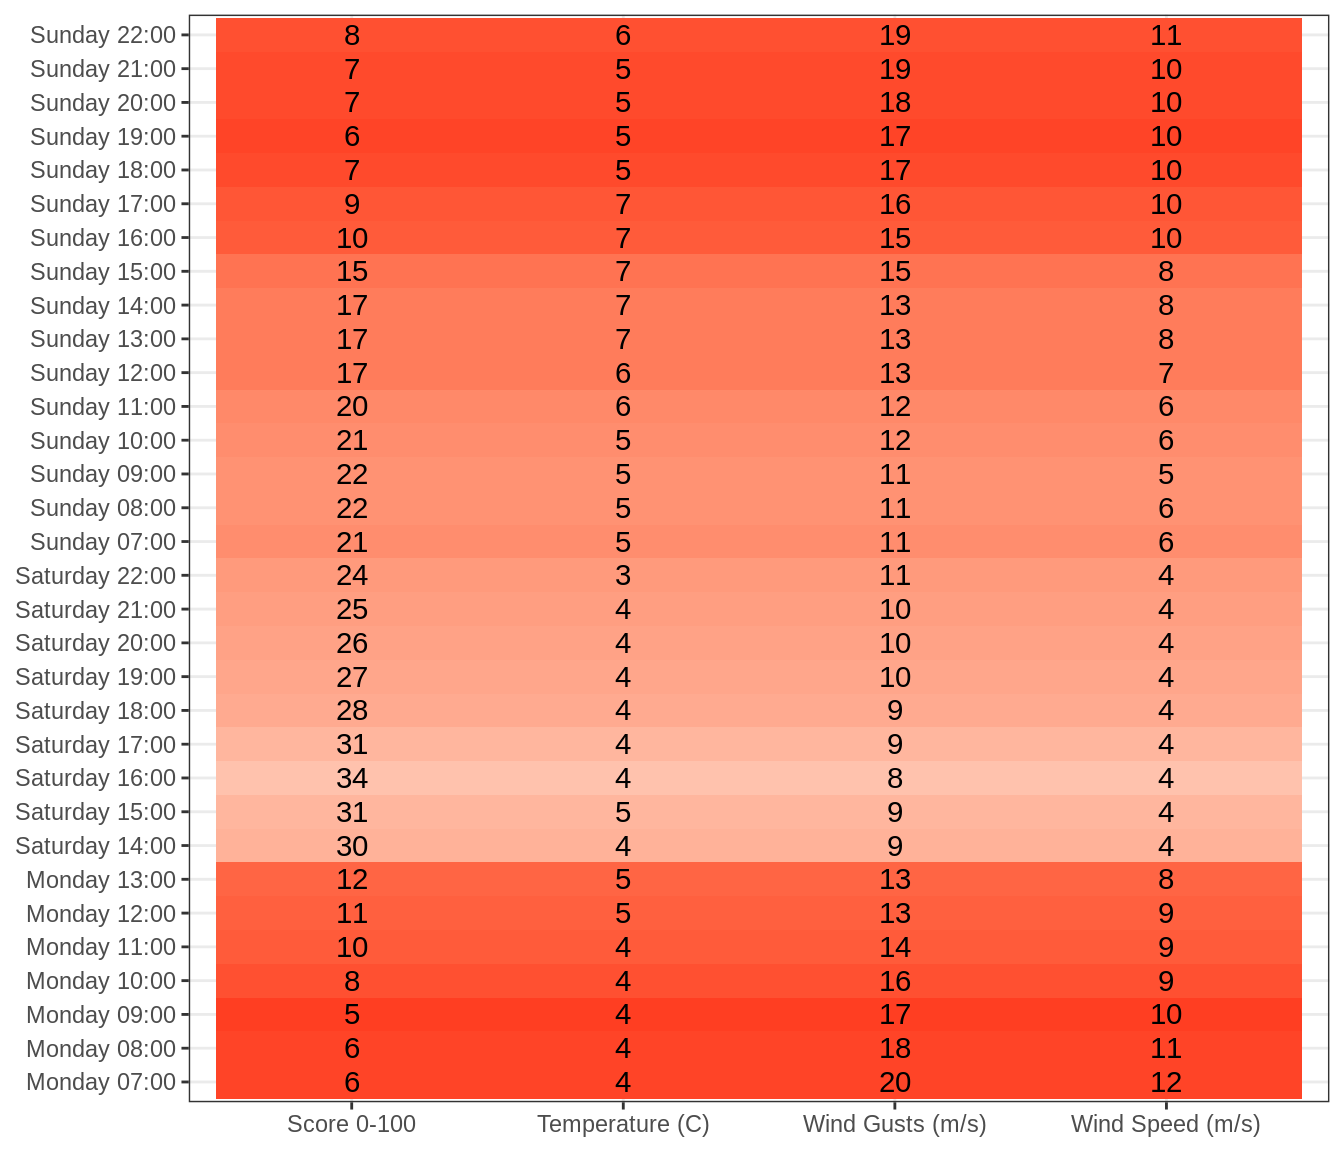 Sunday 22:00 8 6 19 11
Sunday 21:00 7 5 19 10
Sunday 20:00 7 5 18 10
Sunday 19:00 6 5 17 10
Sunday 18:00 7 5 17 10
Sunday 17:00 9 7 16 10
Sunday 16:00 10 7 15 10
Sunday 15:00 15 7 15 8
Sunday 14:00 17 7 13 8
Sunday 13:00 17 7 13 8
Sunday 12:00 17 6 13 7
Sunday 11:00 20 6 12 6
Sunday 10:00 21 5 12 6
Sunday 09:00 22 5 11 5
Sunday 08:00 22 5 11 6
Sunday 07:00 21 5 11 6
Saturday 22:00 24 3 11 4
Saturday 21:00 25 4 10 4
Saturday 20:00 26 4 10 4
Saturday 19:00 27 4 10 4
Saturday 18:00 28 4 9 4
Saturday 17:00 31 4 9 4
Saturday 16:00 34 4 8 4
Saturday 15:00 31 5 9 4
Saturday 14:00 30 4 9 4
Monday 13:00 12 5 13 8
Monday 12:00 11 5 13 9
Monday 11:00 10 4 14 9
Monday 10:00 8 4 16 9
Monday 09:00 5 4 17 10
Monday 08:00 6 4 18 11
Monday 07:00 6 4 20 12
Score 0-100 Temperature (C) Wind Gusts (m/s) Wind Speed (m/s)